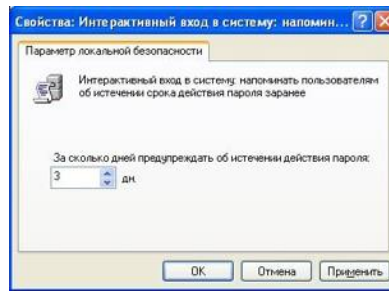 Свойства: Интерактивный вход в систему: напомин...
Параметр локальной безопасности
Интерактивный вход в систему: напоминать пользователям
об истечении срока действия пароля заранее
За сколько дней предупреждать об истечении действия пароля:
3 дн.
OK Отмена Применить